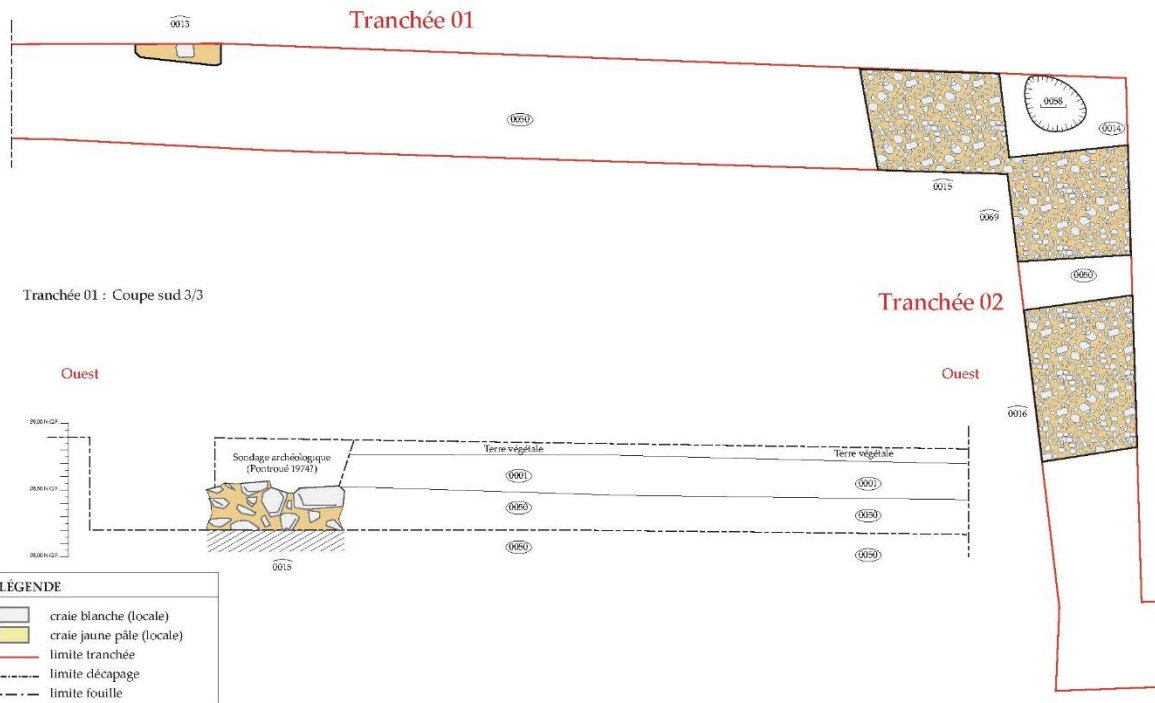 Tranchée 01
0013
0050
0058
0014
0015
0069
0050
Tranchée 02
0016
Tranchée 01 : Coupe sud 3/3
Ouest
Ouest
Sondage archéologique
(Pontroué 1974?)
Terre végétale
Terre végétale
0001
0001
0050
0050
0050
0050
0015
LÉGENDE
craie blanche (locale)
craie jaune pâle (locale)
limite tranchée
limite décapage
limite fouille